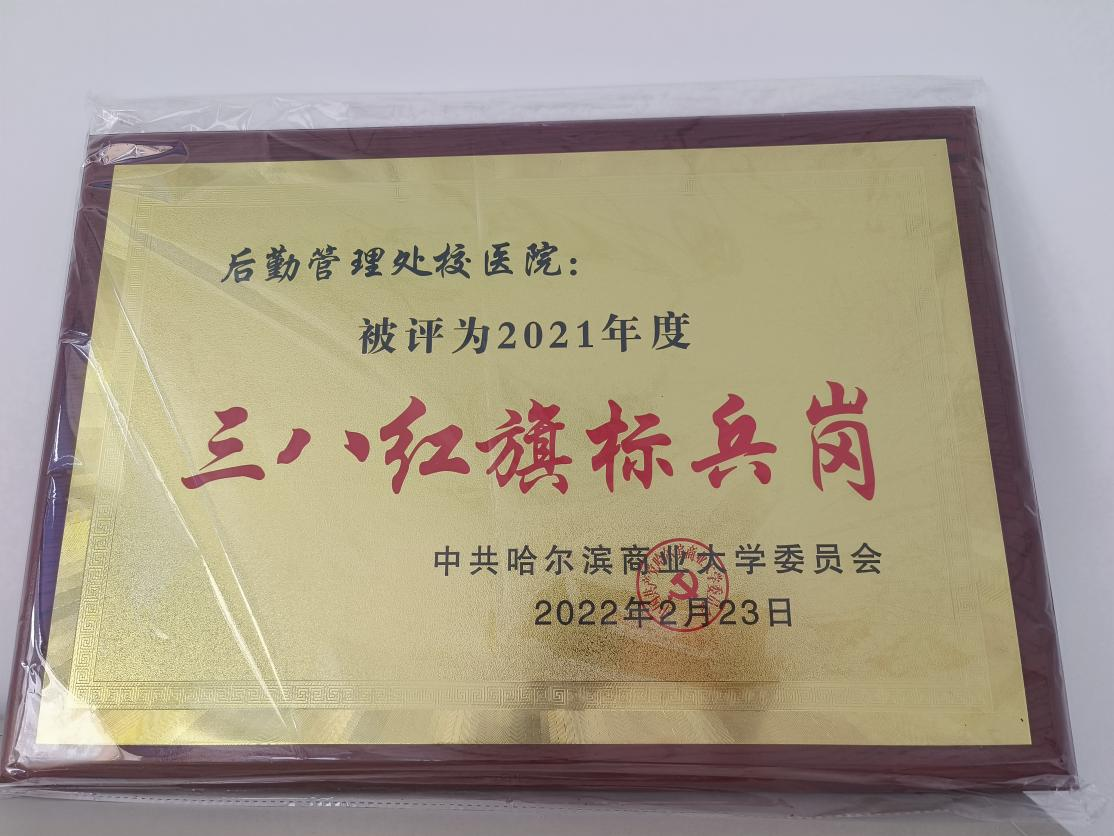 后勤管理处校医院：
被评为2021年度
三八红旗标兵岗
中共哈尔滨商业大学委员会
2022年2月23日